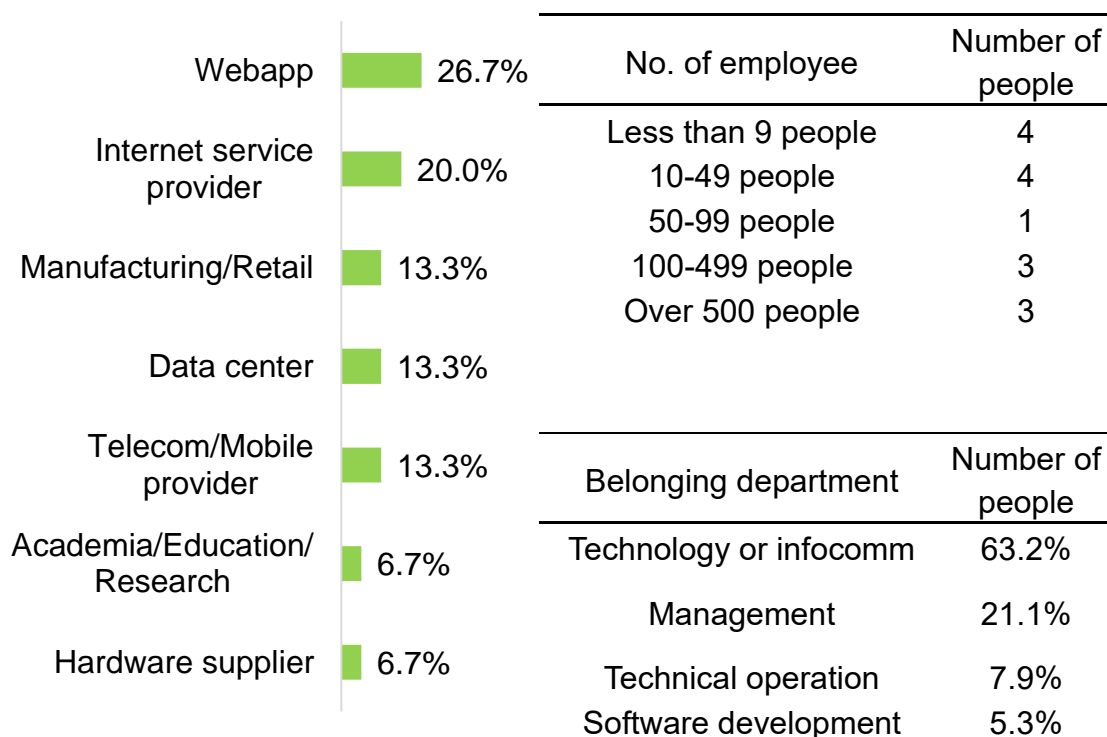 Webapp 26.7%
Internet service
provider 20.0%
Manufacturing/Retail 13.3%
Data center 13.3%
Telecom/Mobile
provider 13.3%
Academia/Education/
Research 6.7%
Hardware supplier 6.7%
No. of employee Number of
people
Less than 9 people 4
10-49 people 4
50-99 people 1
100-499 people 3
Over 500 people 3
Belonging department Number of
people
Technology or infocomm 63.2%
Management 21.1%
Technical operation 7.9%
Software development 5.3%